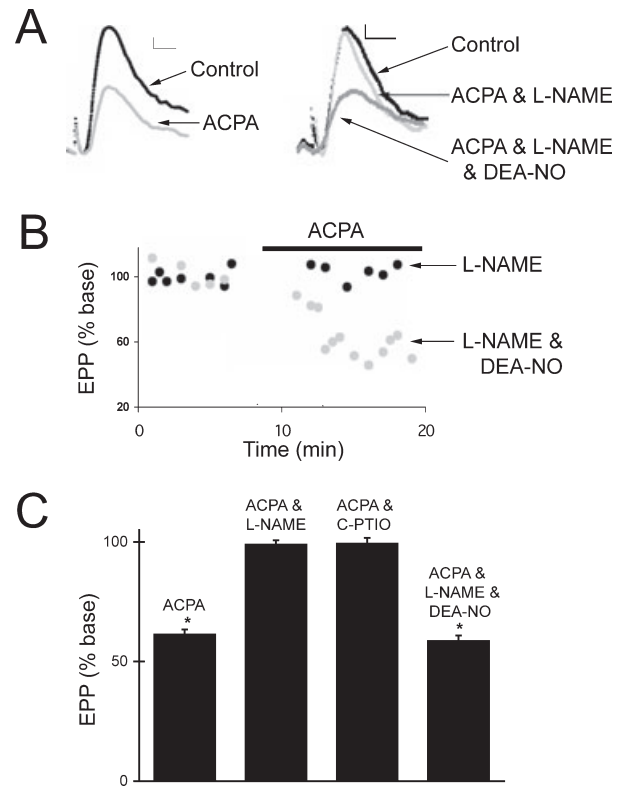 A
Control
ACPA
Control
ACPA & L-NAME
ACPA & L-NAME
& DEA-NO
B
ACPA
EPP (% base)
100
60
20
L-NAME
L-NAME &
DEA-NO
0
10
20
Time (min)
C
EPP (% base)
100
50
0
ACPA
*
ACPA &
L-NAME
ACPA &
C-PTIO
ACPA &
L-NAME &
DEA-NO
*